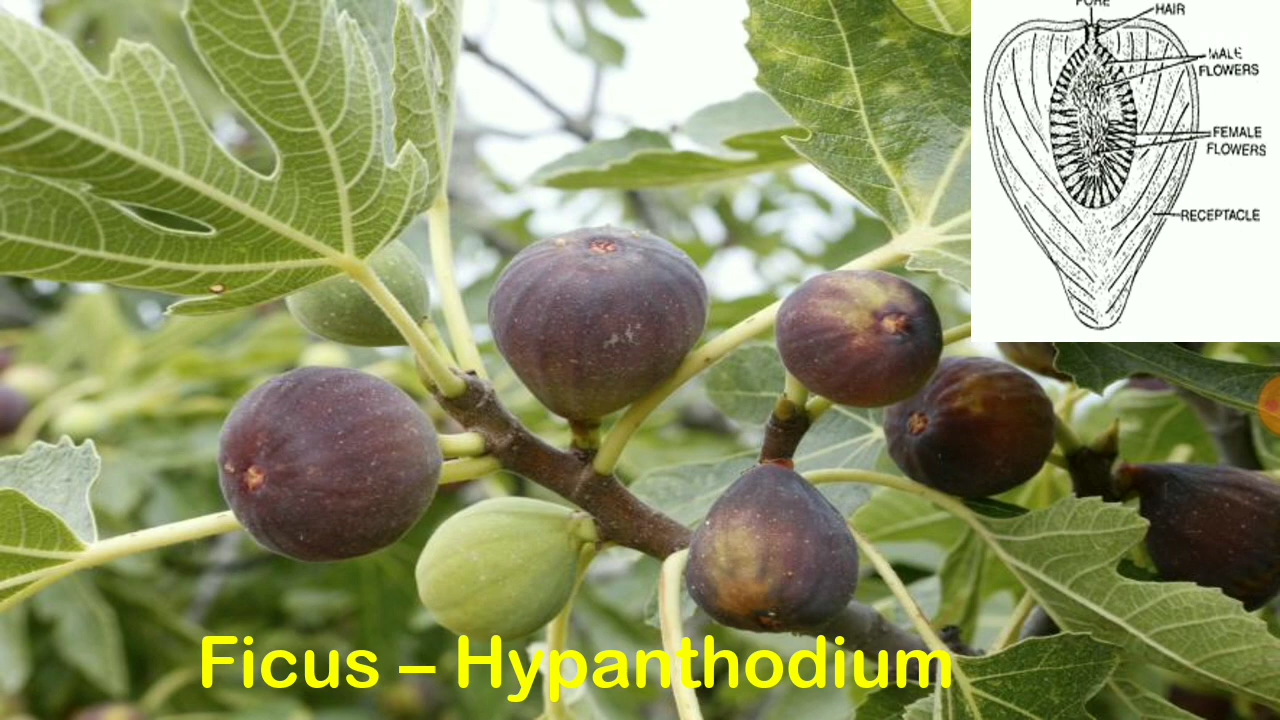 PORE
HAIR
MALE
FLOWERS
FEMALE
FLOWERS
RECEPTACLE
Ficus – Hypanthodium